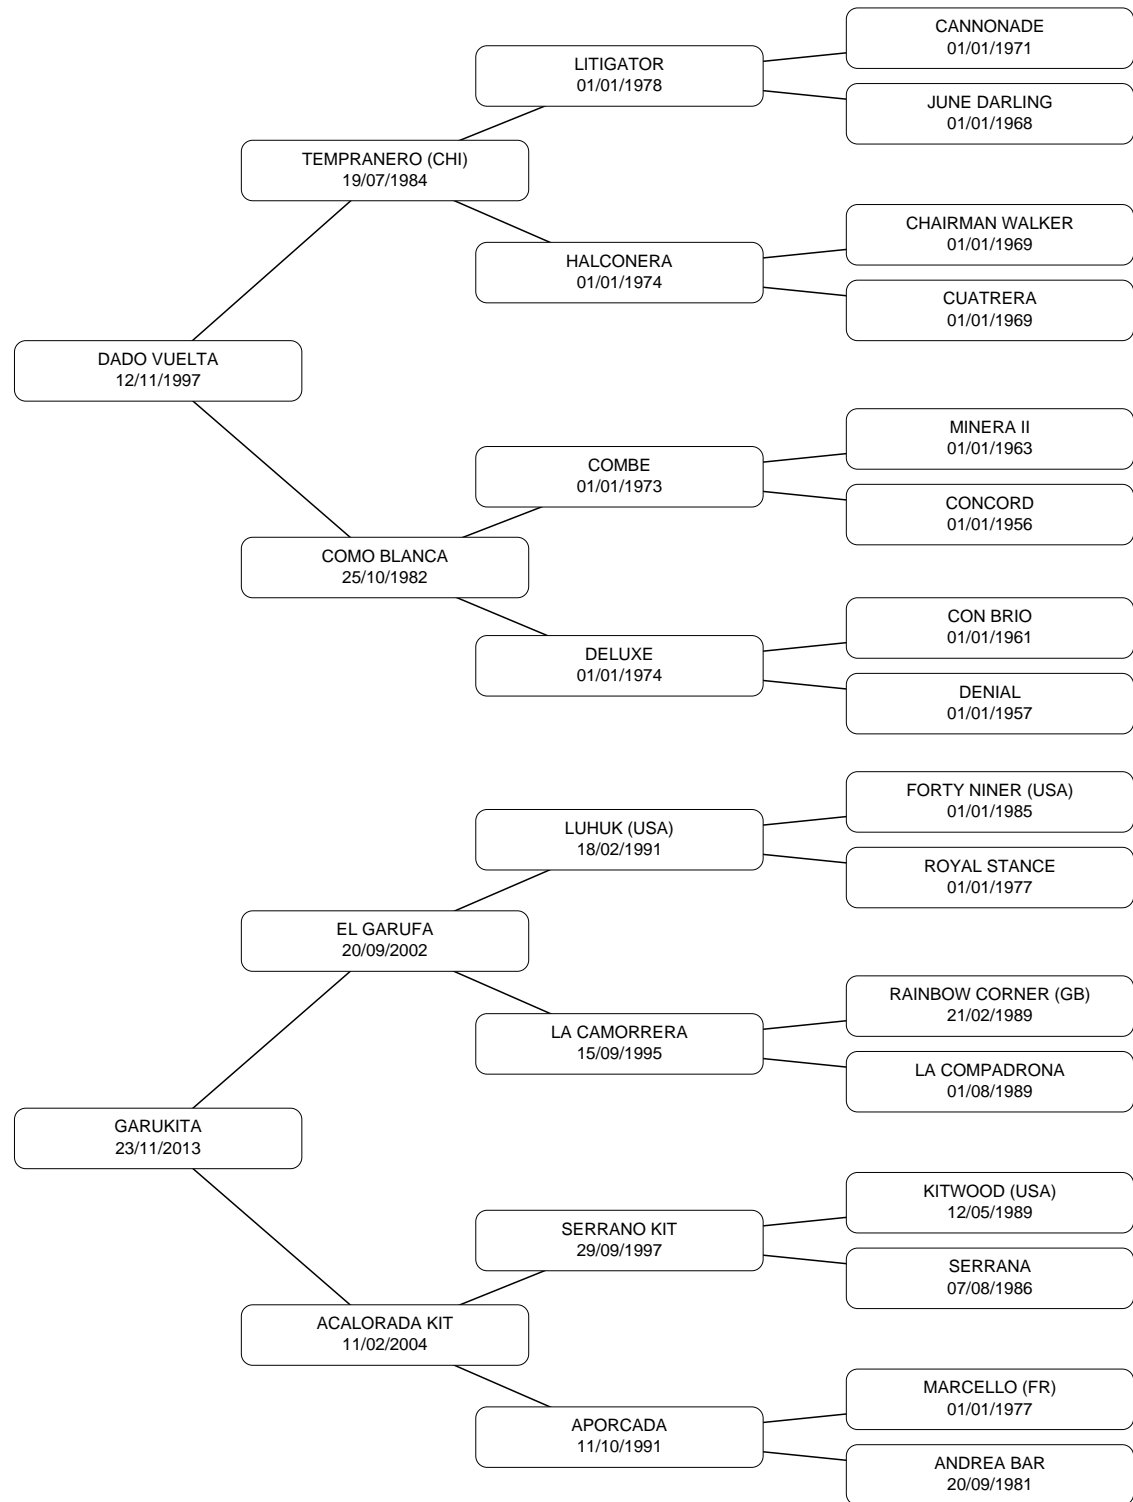 CANNONADE
01/01/1971
LITIGATOR
01/01/1978
JUNE DARLING
01/01/1968
TEMPRANERO (CHI)
19/07/1984
CHAIRMAN WALKER
01/01/1969
HALCONERA
01/01/1974
CUATRERA
01/01/1969
DADO VUELTA
12/11/1997
MINERA II
01/01/1963
COMBE
01/01/1973
CONCORD
01/01/1956
COMO BLANCA
25/10/1982
CON BRIO
01/01/1961
DELUXE
01/01/1974
DENIAL
01/01/1957
FORTY NINER (USA)
01/01/1985
LUHUK (USA)
18/02/1991
ROYAL STANCE
01/01/1977
EL GARUFA
20/09/2002
RAINBOW CORNER (GB)
21/02/1989
LA CAMORRERA
15/09/1995
LA COMPADRONA
01/08/1989
GARUKITA
23/11/2013
KITWOOD (USA)
12/05/1989
SERRANO KIT
29/09/1997
SERRANA
07/08/1986
ACALORADA KIT
11/02/2004
MARCELLO (FR)
01/01/1977
APORCADA
11/10/1991
ANDREA BAR
20/09/1981